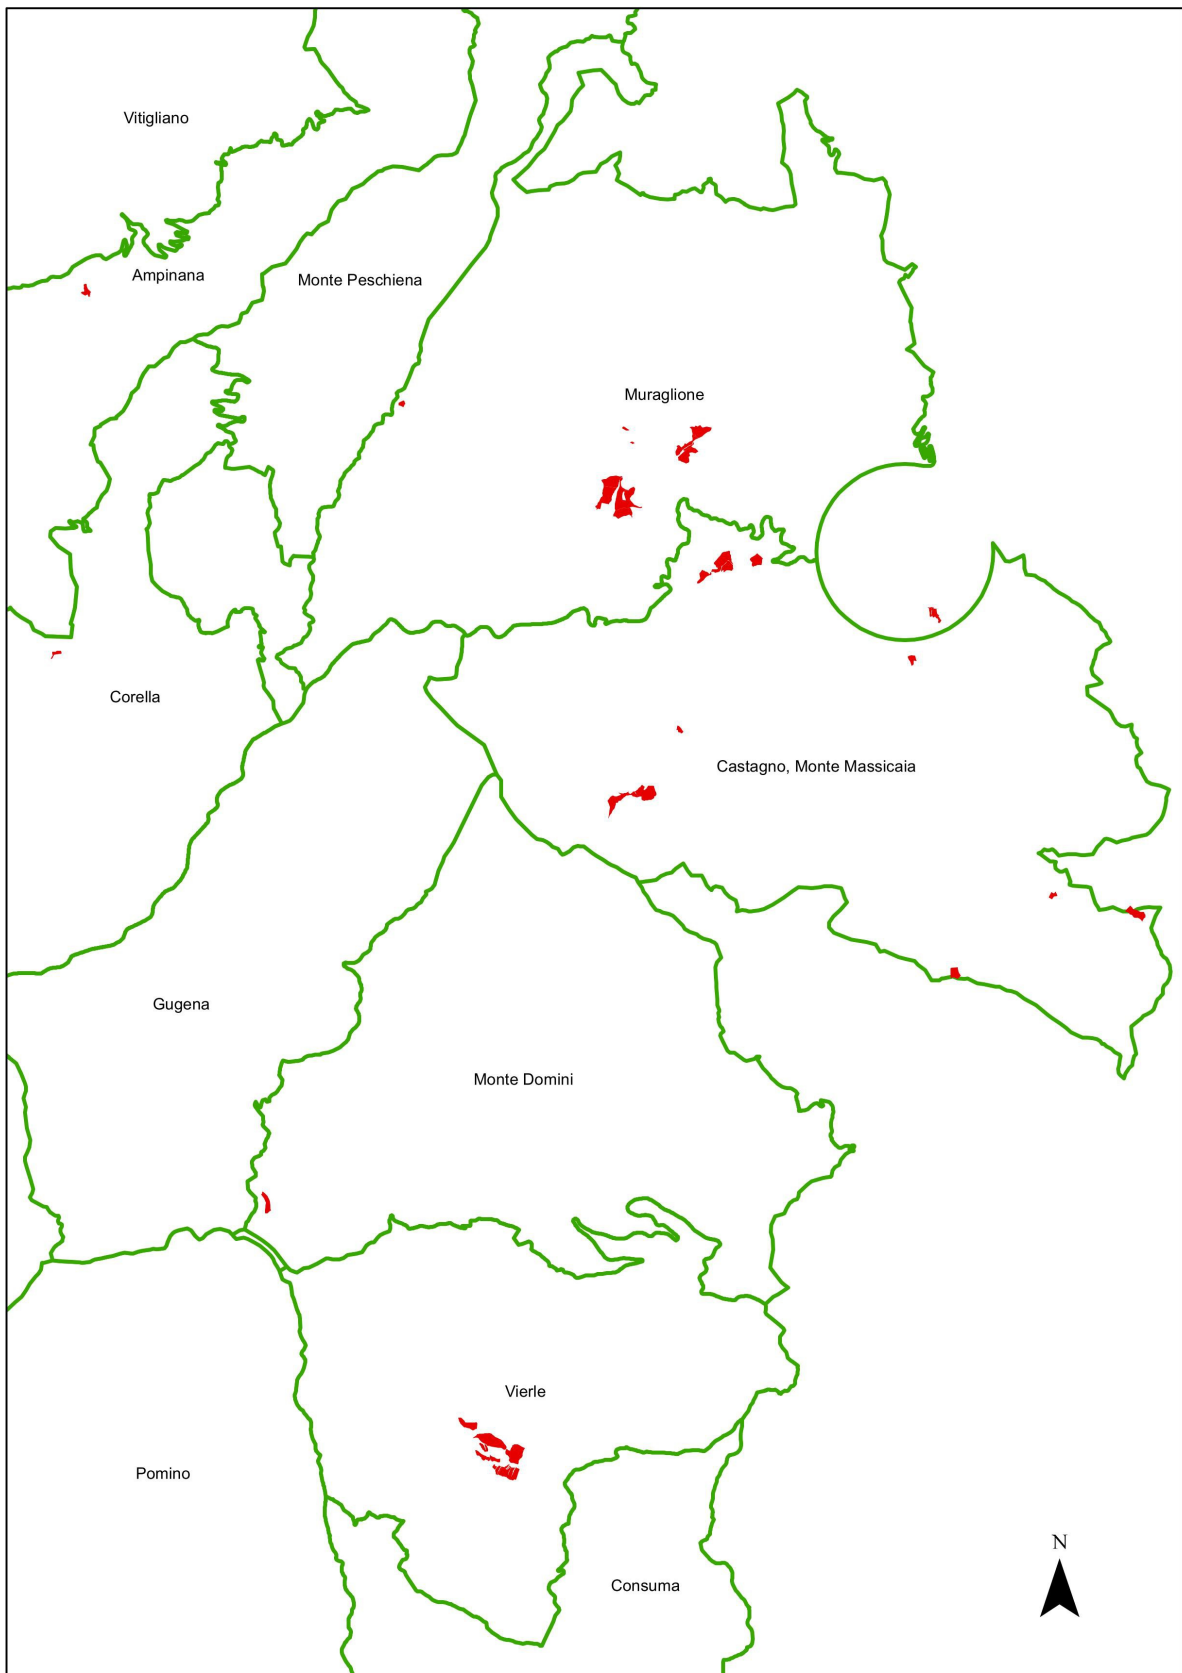 Vitigliano
Ampinana
Monte Peschiena
Muraglione
Corella
Castagno, Monte Massicaia
Gugena
Monte Domini
Vierle
Pomino
N
Consuma